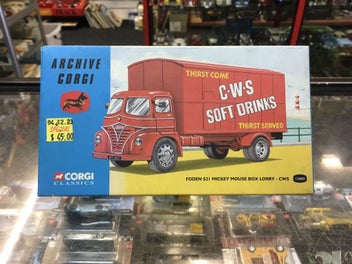 ARCHIVE
CORGI
04.12.23
SPECIAL
$ 45.00
CORGI
CLASSICS
THIRST COME
C·W·S
SOFT DRINKS
THIRST SERVED
FODEN S21 MICKEY MOUSE BOX LORRY - CWS